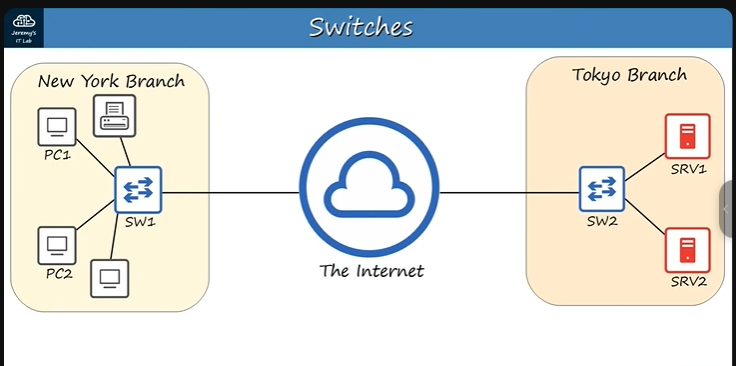 Jeremy's
IT Lab
Switches
New York Branch
PC1
SW1
PC2
The Internet
Tokyo Branch
SRV1
SW2
SRV2